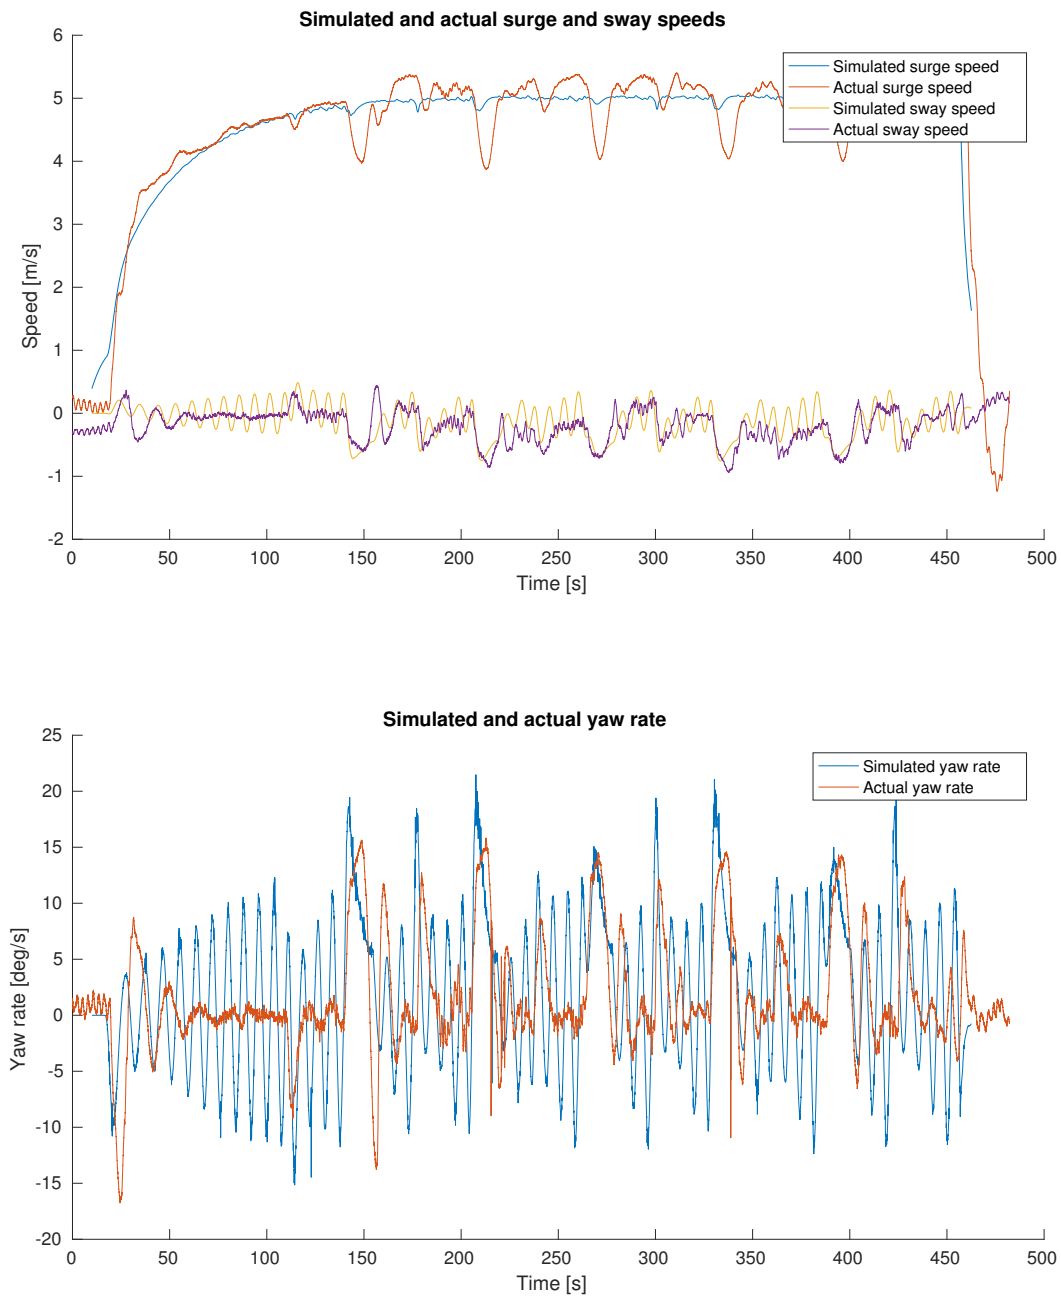 Simulated and actual surge and sway speeds
6
5
4
3
2
1
0
-1
-2
Speed [m/s]
Simulated surge speed
Actual surge speed
Simulated sway speed
Actual sway speed
0 50 100 150 200 250 300 350 400 450 500
Time [s]
Simulated and actual yaw rate
25
20
15
10
5
0
-5
-10
-15
-20
Yaw rate [deg/s]
Simulated yaw rate
Actual yaw rate
0 50 100 150 200 250 300 350 400 450 500
Time [s]